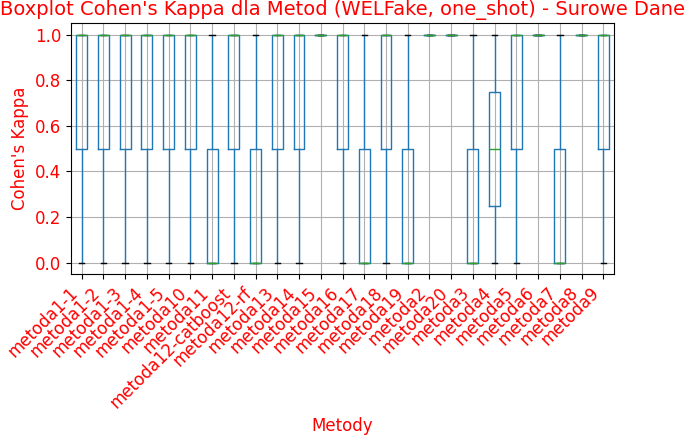 Boxplot Cohen's Kappa dla Metod (WELFake, one_shot) - Surowe Dane
Cohen's Kappa
1.0
0.8
0.6
0.4
0.2
0.0
metoda1-1
metoda1-2
metoda1-3
metoda1-4
metoda1-5
metoda10
metoda11
metoda12-catboost
metoda12-rf
metoda13
metoda14
metoda15
metoda16
metoda17
metoda18
metoda19
metoda2
metoda20
metoda3
metoda4
metoda5
metoda6
metoda7
metoda8
metoda9
Metody